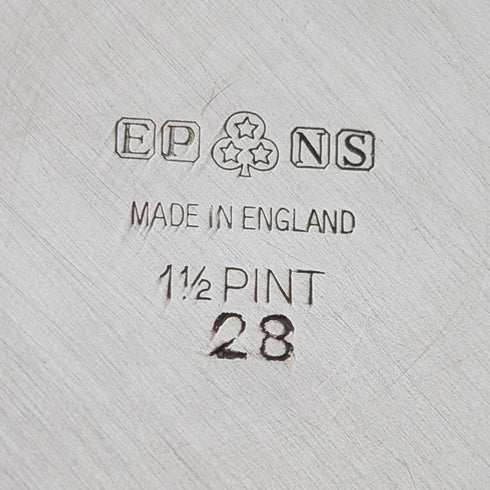 EP NS
MADE IN ENGLAND
1½ PINT
28